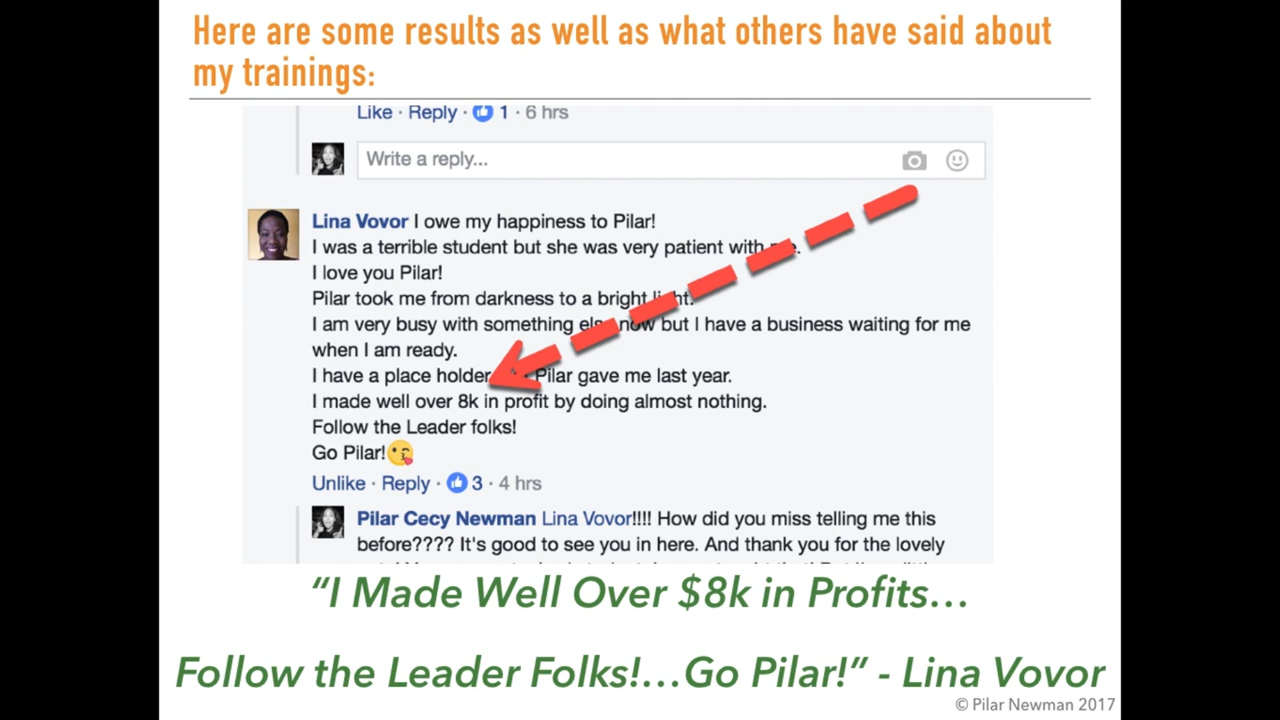 Here are some results as well as what others have said about
my trainings:
Like · Reply · 1 · 6 hrs
Write a reply...
Lina Vovor I owe my happiness to Pilar!
I was a terrible student but she was very patient with
I love you Pilar!
Pilar took me from darkness to a bright light.
I am very busy with something else now but I have a business waiting for me
when I am ready.
I have a place holder Pilar gave me last year.
I made well over 8k in profit by doing almost nothing.
Follow the Leader folks!
Go Pilar!😘
Unlike · Reply · 3 · 4 hrs
Pilar Cecy Newman Lina Vovor!!!! How did you miss telling me this
before???? It's good to see you in here. And thank you for the lovely
“I Made Well Over $8k in Profits…
Follow the Leader Folks!…Go Pilar!” - Lina Vovor
© Pilar Newman 2017